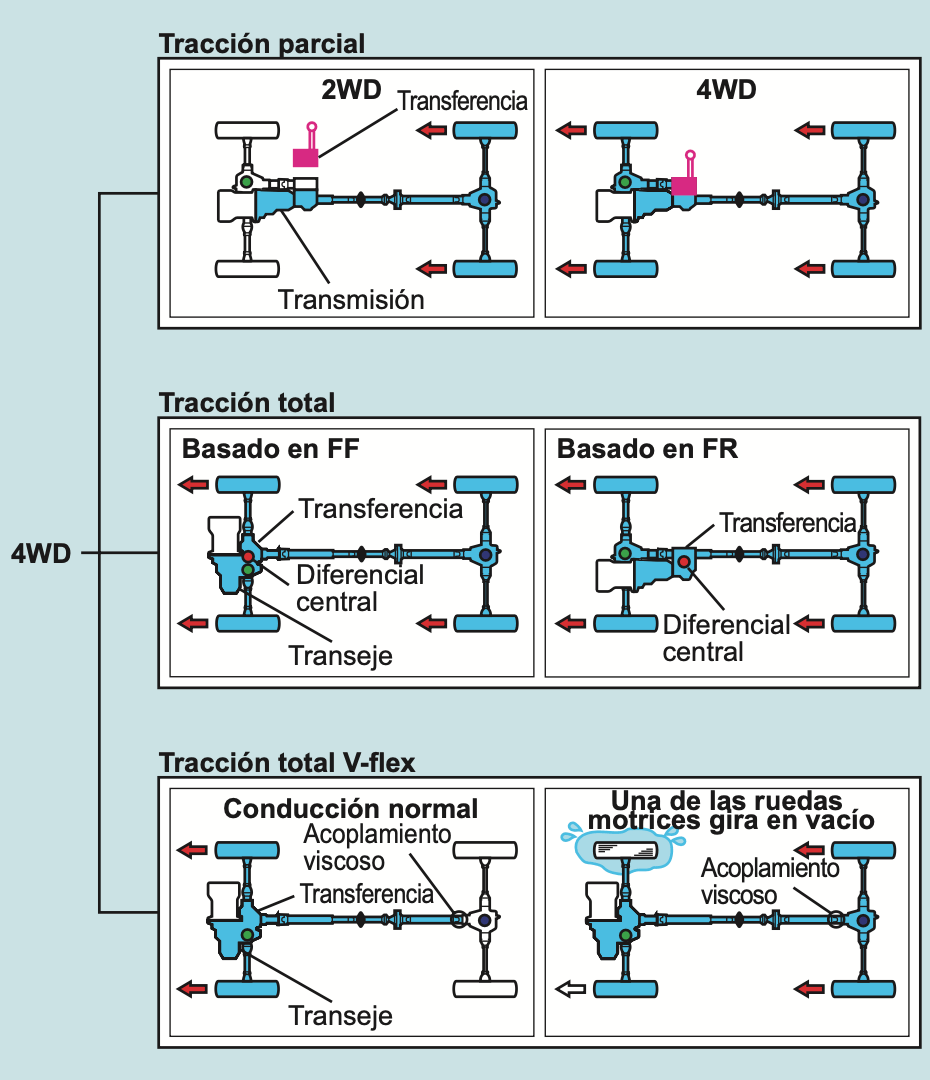 Tracción parcial
2WD
Transferencia
Transmisión
4WD
Tracción total
Basado en FF
Transferencia
Diferencial
central
Transeje
Basado en FR
Transferencia
Diferencial
central
4WD
Tracción total V-flex
Conducción normal
Acoplamiento
viscoso
Transferencia
Transeje
Una de las ruedas
motrices gira en vacío
Acoplamiento
viscoso